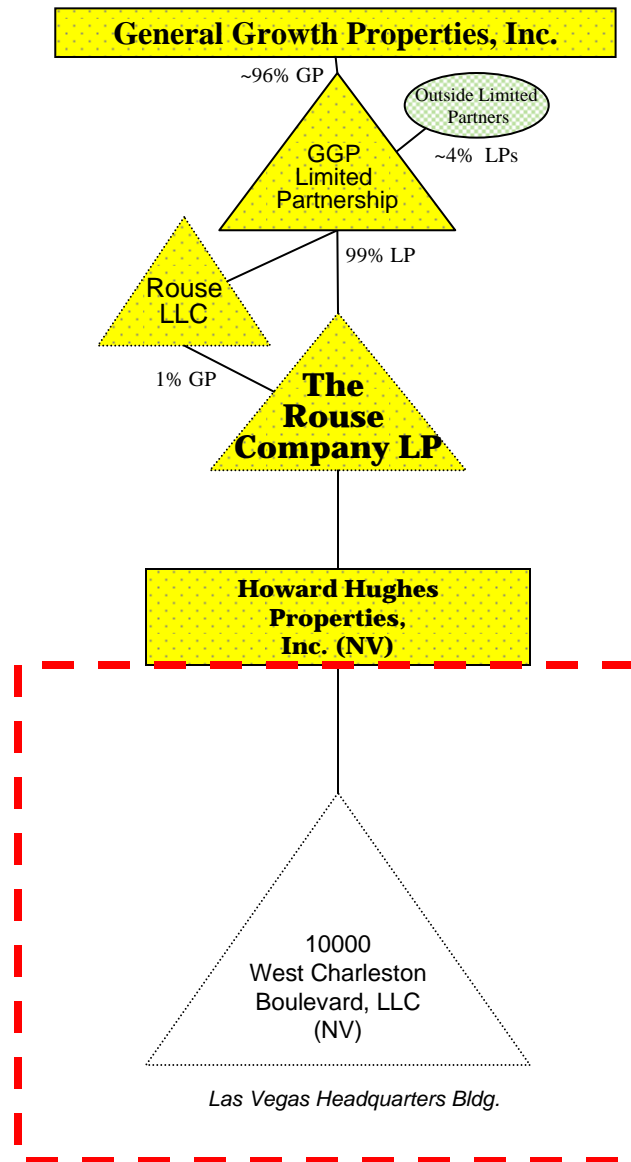 General Growth Properties, Inc.
~96% GP
Outside Limited
Partners
~4% LPs
GGP
Limited
Partnership
99% LP
Rouse
LLC
1% GP
The
Rouse
Company LP
Howard Hughes
Properties,
Inc. (NV)
10000
West Charleston
Boulevard, LLC
(NV)
Las Vegas Headquarters Bldg.